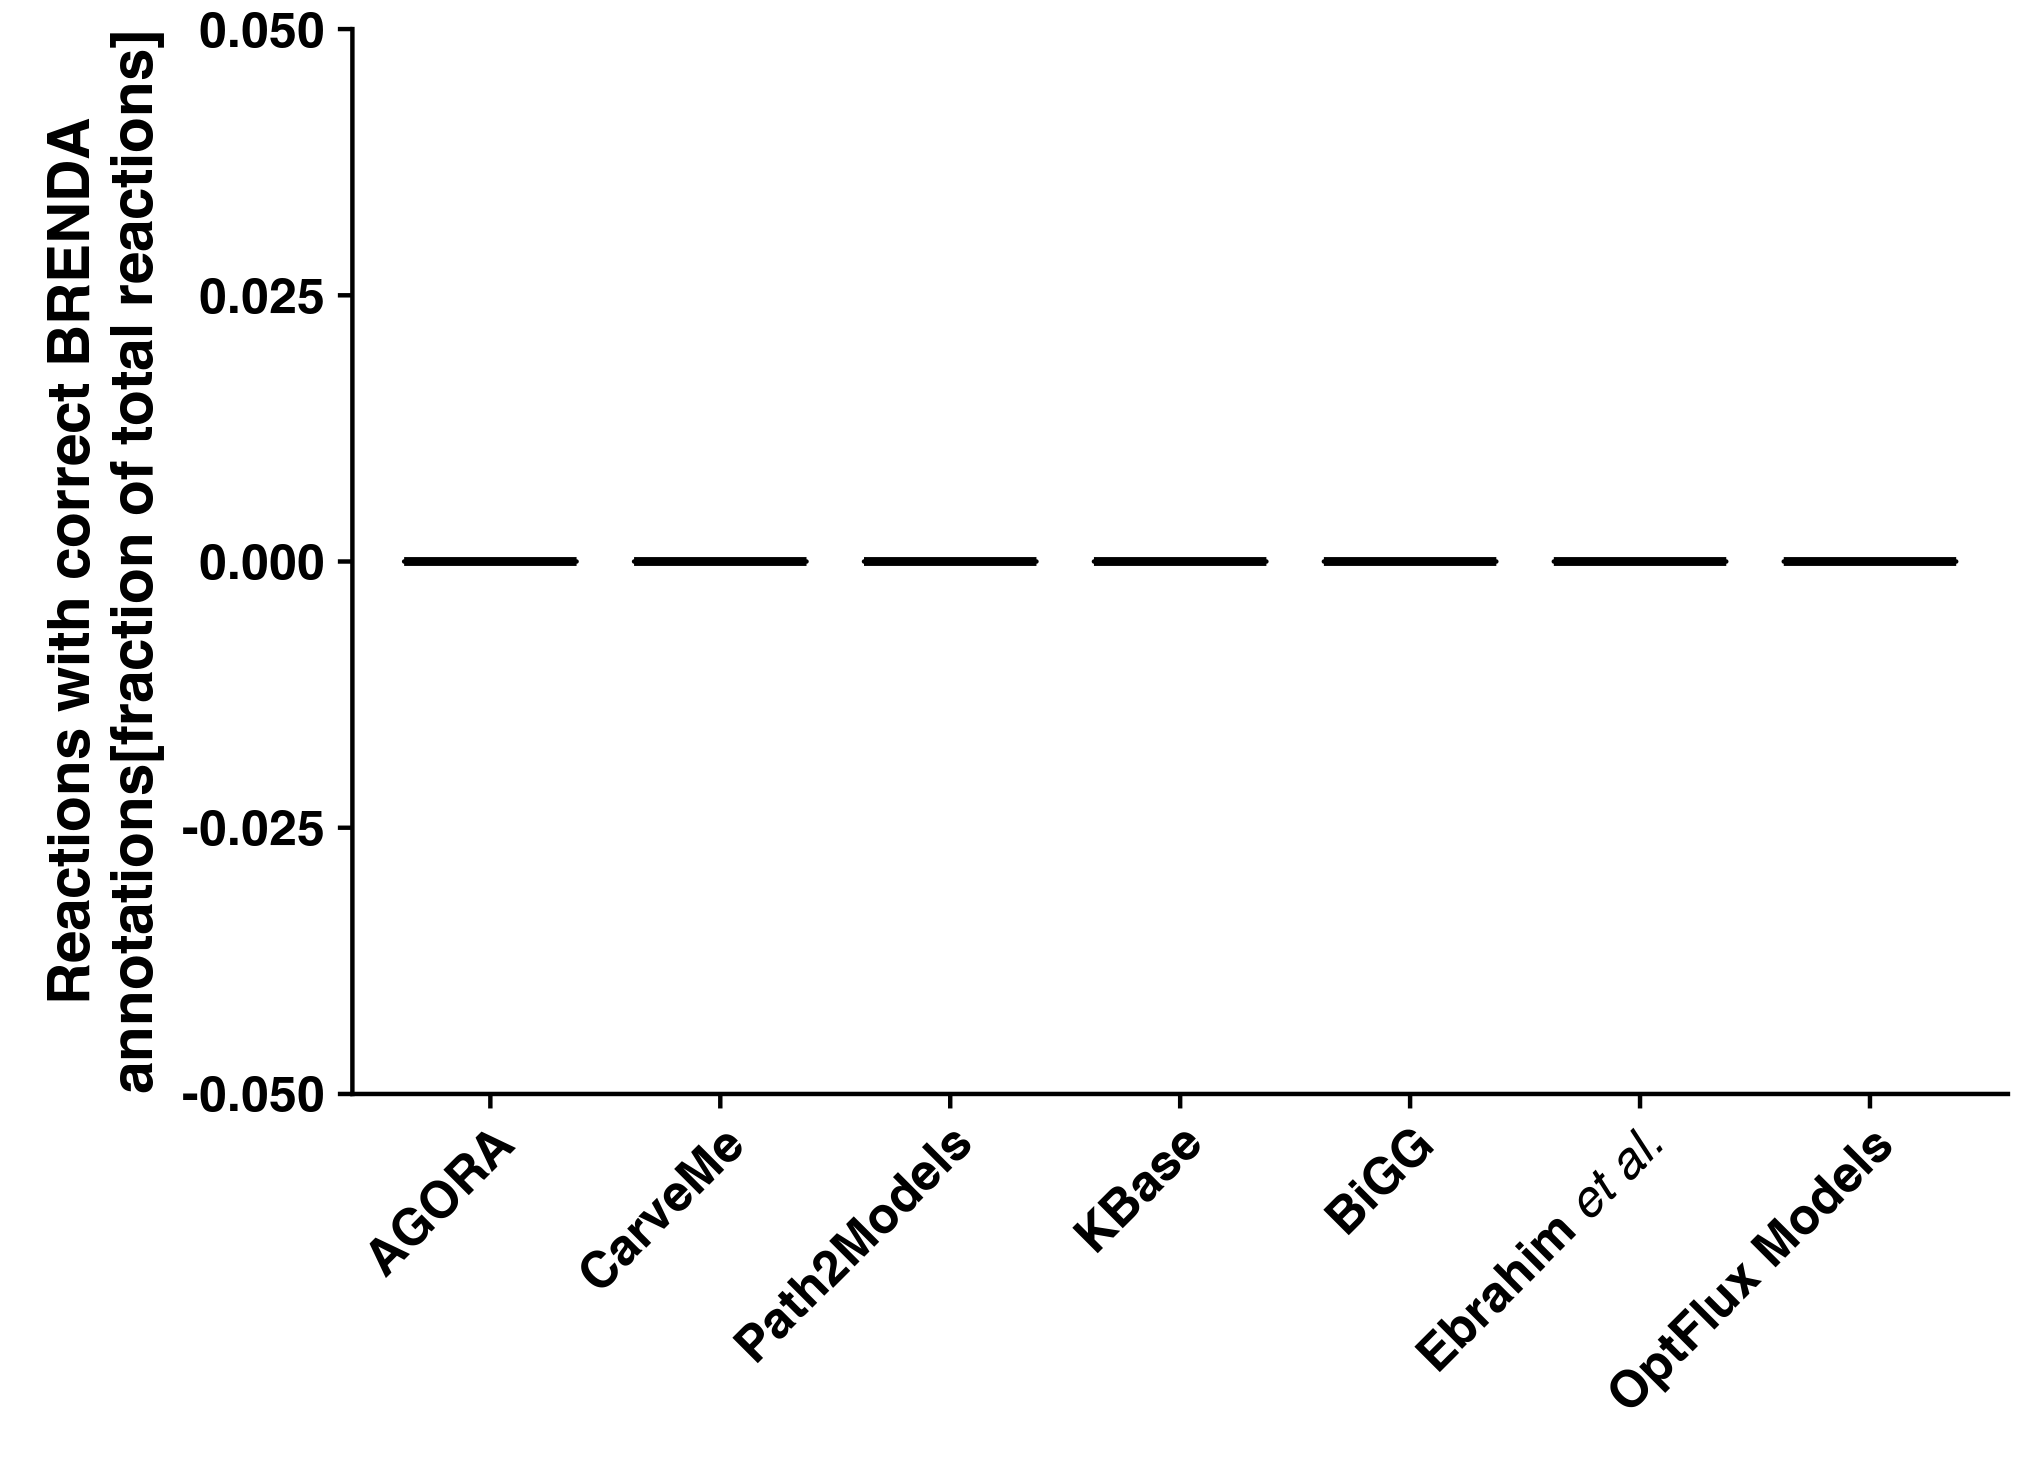 Reactions with correct BRENDA
annotations[fraction of total reactions]
0.050
0.025
0.000
-0.025
-0.050
AGORA
CarveMe
Path2Models
KBase
BiGG
Ebrahim et al.
OptFlux Models